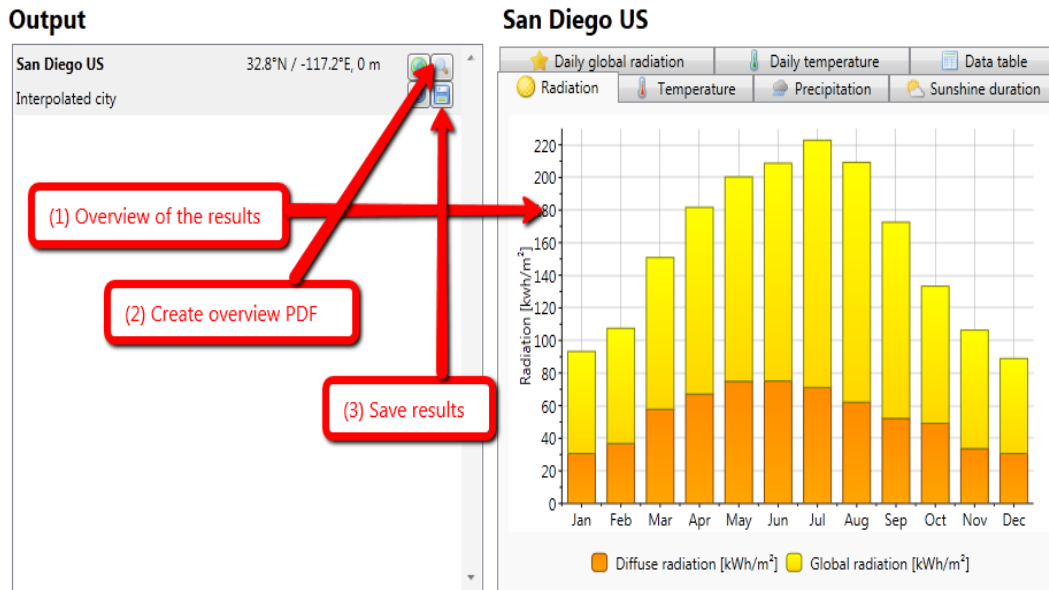 Output
San Diego US
San Diego US
32.8°N / -117.2°E, 0 m
Interpolated city
(1) Overview of the results
(2) Create overview PDF
(3) Save results
Daily global radiation
Daily temperature
Data table
Radiation
Temperature
Precipitation
Sunshine duration
Radiation [kwh/m²]
220
200
180
160
140
120
100
80
60
40
20
0
Jan Feb Mar Apr May Jun Jul Aug Sep Oct Nov Dec
Diffuse radiation [kWh/m²] Global radiation [kWh/m²]